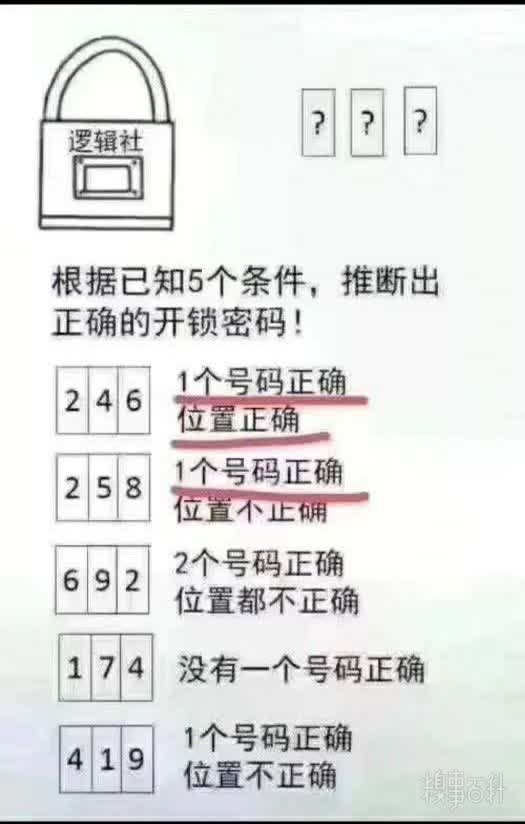 逻辑社
? ? ?
根据已知5个条件，推断出
正确的开锁密码！
2 4 6
1个号码正确
位置正确
2 5 8
1个号码正确
位置不正确
6 9 2
2个号码正确
位置都不正确
1 7 4
没有一个号码正确
4 1 9
1个号码正确
位置不正确
糗事百科